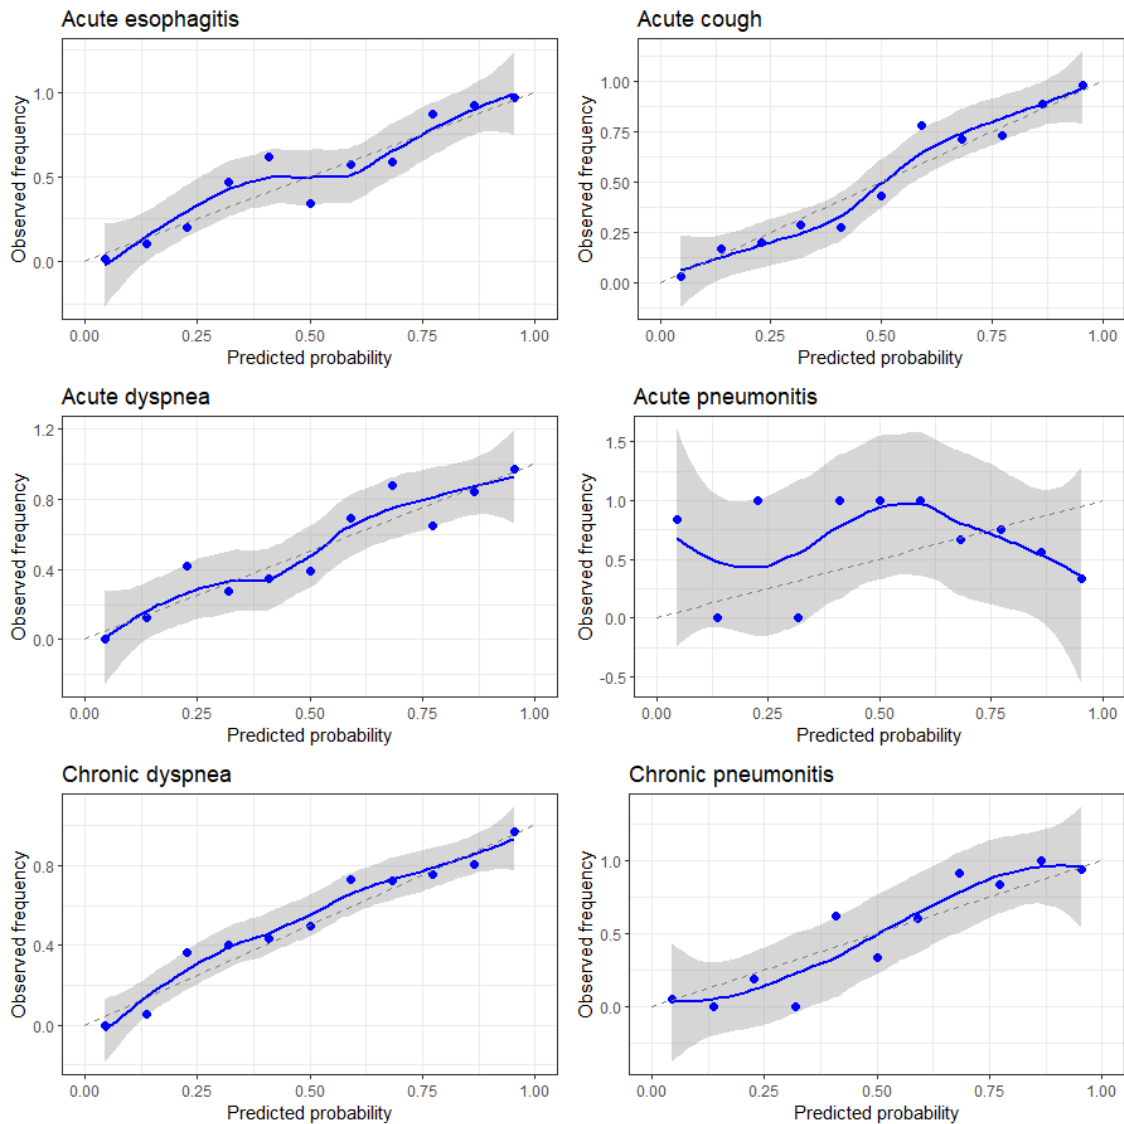 Acute esophagitis
Observed frequency
1.0
0.5
0.0
0.00 0.25 0.50 0.75 1.00
Predicted probability
Acute cough
Observed frequency
1.00
0.75
0.50
0.25
0.00
0.00 0.25 0.50 0.75 1.00
Predicted probability
Acute dyspnea
Observed frequency
1.2
0.8
0.4
0.0
0.00 0.25 0.50 0.75 1.00
Predicted probability
Acute pneumonitis
Observed frequency
1.5
1.0
0.5
0.0
-0.5
0.00 0.25 0.50 0.75 1.00
Predicted probability
Chronic dyspnea
Observed frequency
0.8
0.4
0.0
0.00 0.25 0.50 0.75 1.00
Predicted probability
Chronic pneumonitis
Observed frequency
1.0
0.5
0.0
0.00 0.25 0.50 0.75 1.00
Predicted probability